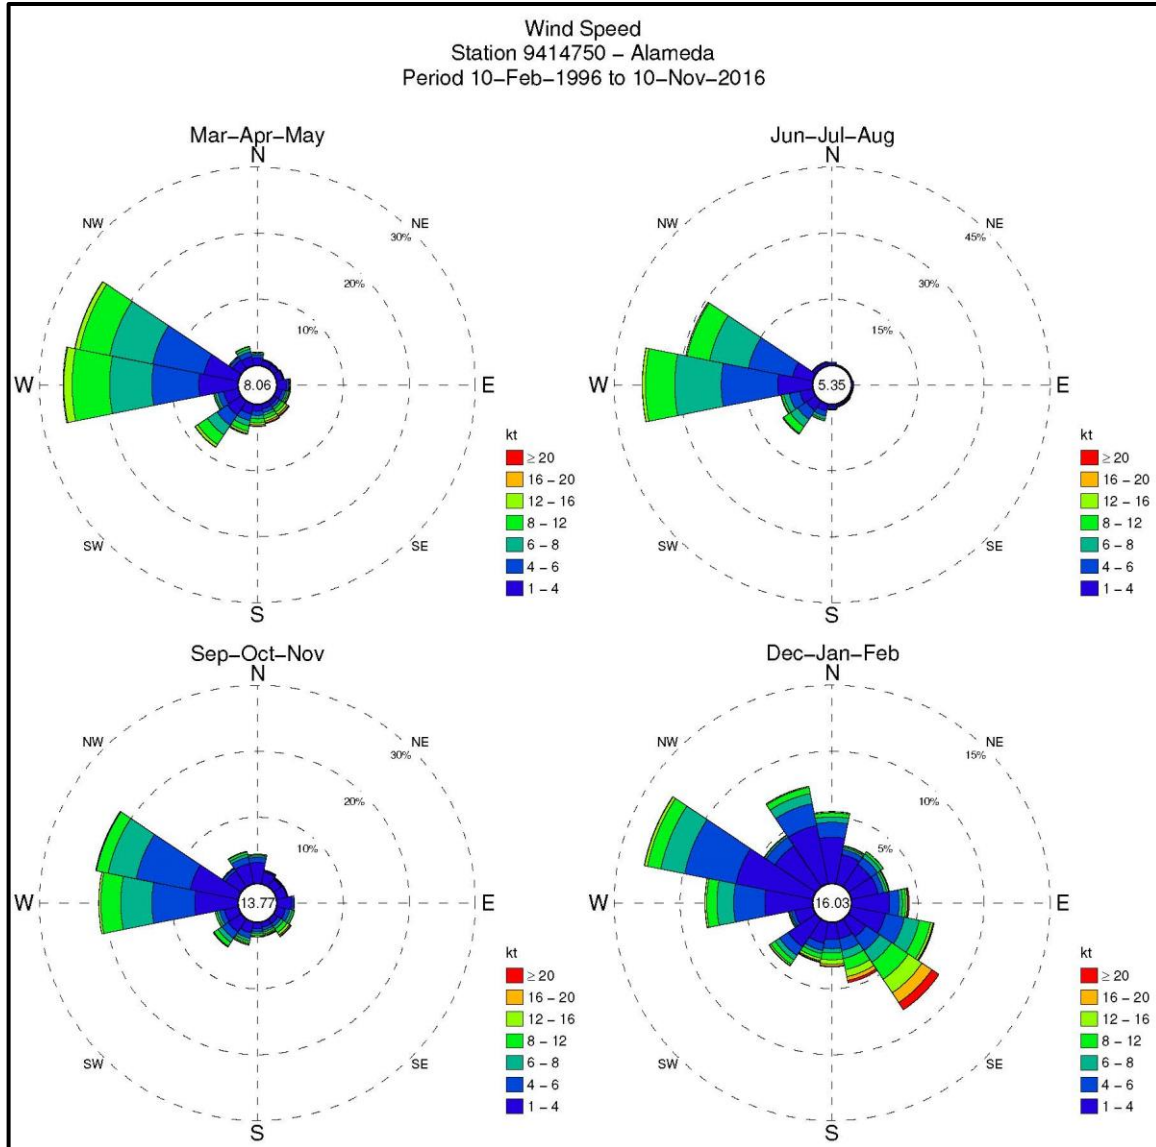 Wind Speed
Station 9414750 – Alameda
Period 10–Feb–1996 to 10–Nov–2016
Mar–Apr–May
N
NW
NE
30%
20%
10%
W
8.06
E
SW
SE
S
kt
≥ 20
16 – 20
12 – 16
8 – 12
6 – 8
4 – 6
1 – 4
Jun–Jul–Aug
N
NW
NE
45%
30%
15%
W
5.35
E
SW
SE
S
kt
≥ 20
16 – 20
12 – 16
8 – 12
6 – 8
4 – 6
1 – 4
Sep–Oct–Nov
N
NW
NE
30%
20%
10%
W
13.77
E
SW
SE
S
kt
≥ 20
16 – 20
12 – 16
8 – 12
6 – 8
4 – 6
1 – 4
Dec–Jan–Feb
N
NW
NE
15%
10%
5%
W
16.03
E
SW
SE
S
kt
≥ 20
16 – 20
12 – 16
8 – 12
6 – 8
4 – 6
1 – 4